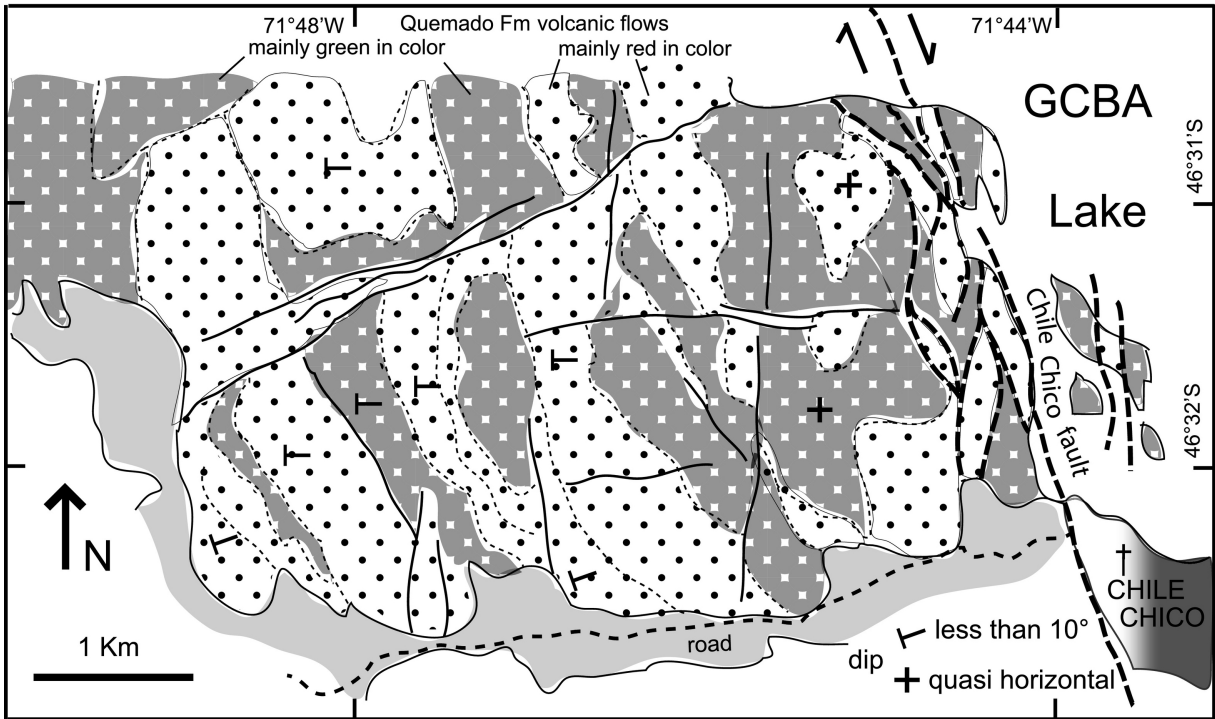 71°48’W
Quemado Fm volcanic flows
71°44’W
mainly green in color
mainly red in color
GCBA
Lake
46°31’S
46°32’S
Chile Chico fault
N
1 Km
road
CHILE
CHICO
dip
less than 10°
quasi horizontal